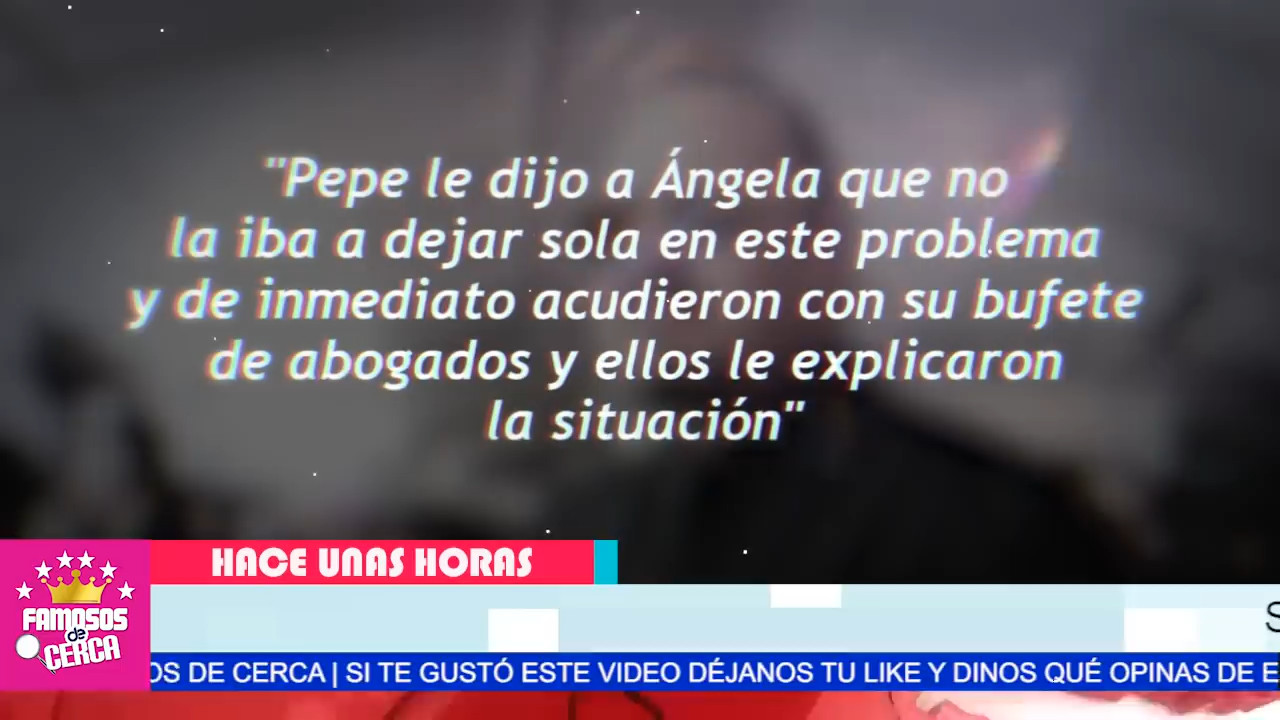 "Pepe le dijo a Ángela que no
la iba a dejar sola en este problema
y de inmediato acudieron con su bufete
de abogados y ellos le explicaron
la situación"
HACE UNAS HORAS
FAMOSOS
de
CERCA
S
OS DE CERCA | SI TE GUSTÓ ESTE VIDEO DÉJANOS TU LIKE Y DINOS QUÉ OPINAS DE E